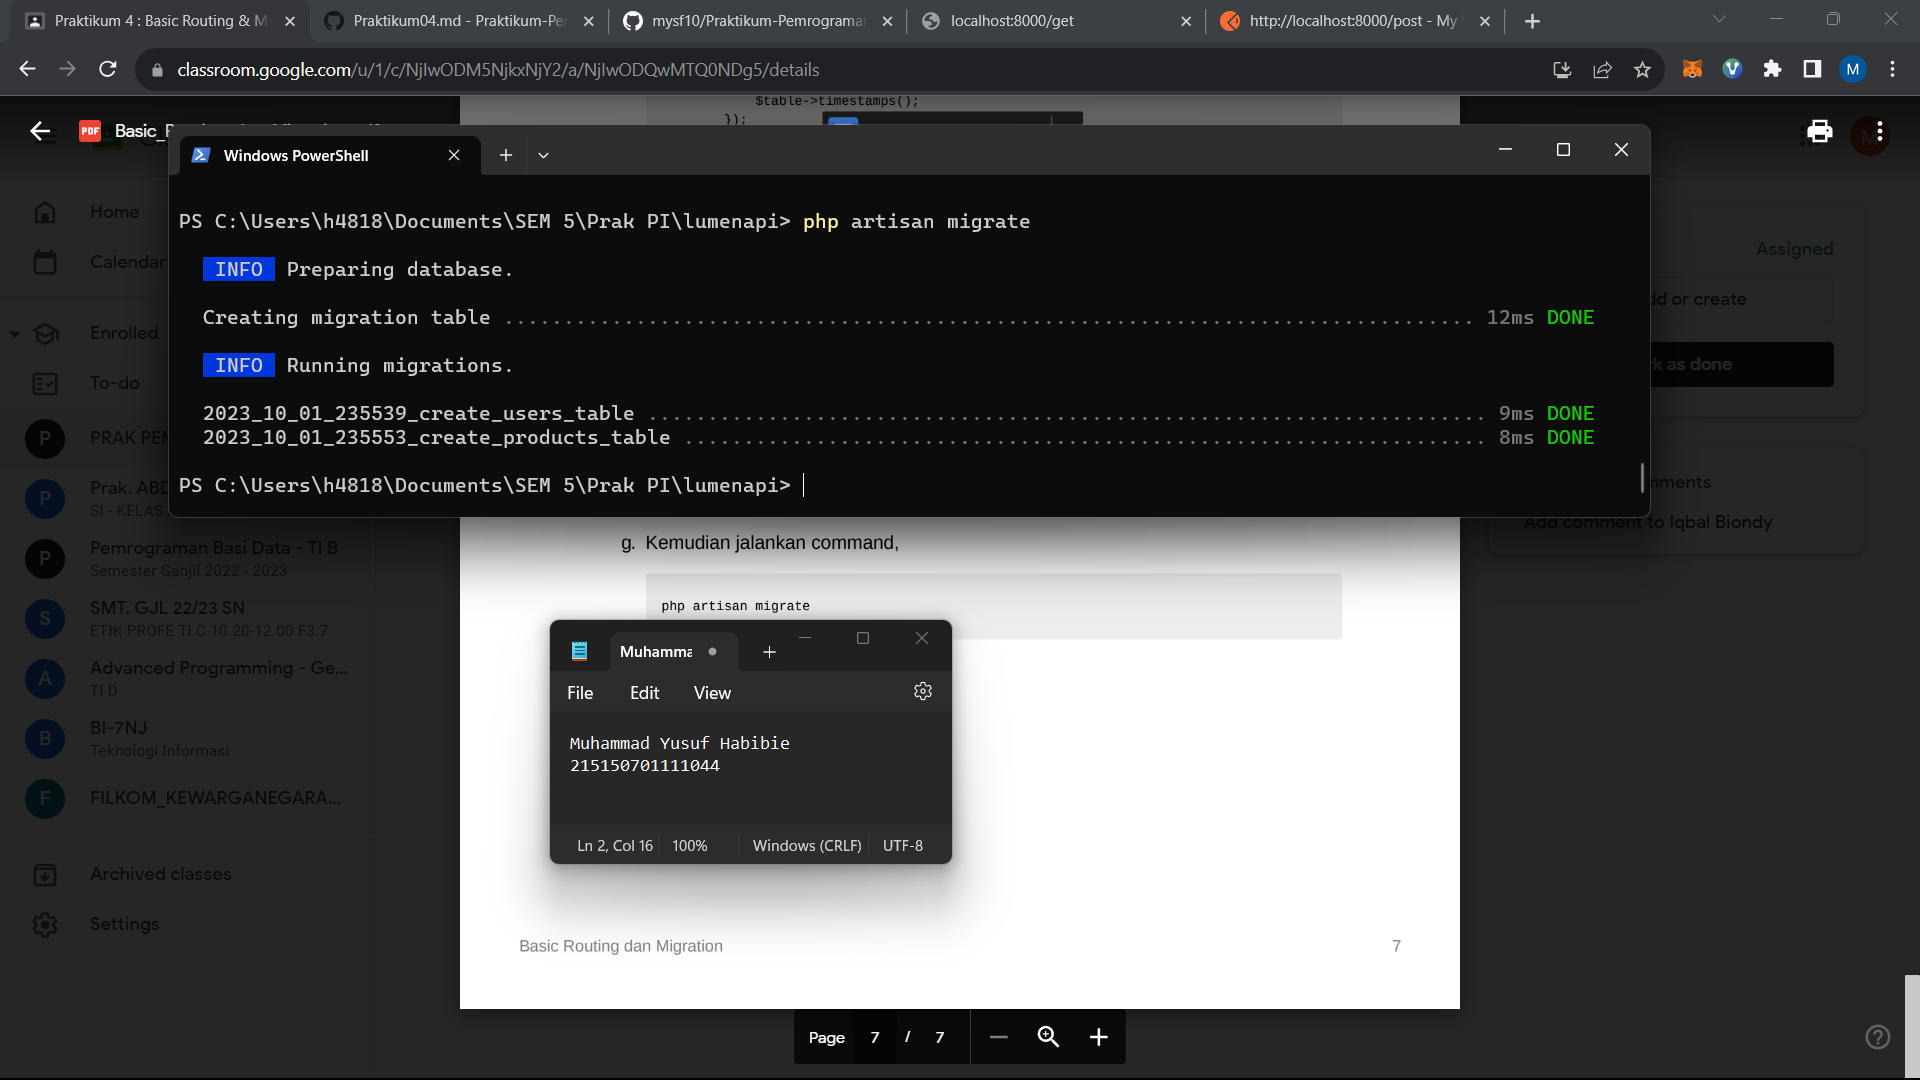 Praktikum 4 : Basic Routing & M
Praktikum04.md - Praktikum-Pe
mysf10/Praktikum-Pemrograma
localhost:8000/get
http://localhost:8000/post - My
classroom.google.com/u/1/c/NjIwODM5NjkxNjY2/a/NjIwODQwMTQ0NDg5/details
M
$table->timestamps();
});
PDF
Basic_
Windows PowerShell
PS C:\Users\h4818\Documents\SEM 5\Prak PI\lumenapi> php artisan migrate
INFO Preparing database.
Creating migration table ................................................................................. 12ms DONE
INFO Running migrations.
2023_10_01_235539_create_users_table ...................................................................... 9ms DONE
2023_10_01_235553_create_products_table ................................................................... 8ms DONE
PS C:\Users\h4818\Documents\SEM 5\Prak PI\lumenapi>
Home
Calendar
Enrolled
To-do
P
PRAK PEM
P
Prak. ABD
SI - KELAS
P
Pemrograman Basi Data - TI B
Semester Ganjil 2022 - 2023
S
SMT. GJL 22/23 SN
ETIK PROFE TI C 10.20-12.00 F3.7
A
Advanced Programming - Ge...
TI D
B
BI-7NJ
Teknologi Informasi
F
FILKOM_KEWARGANEGARA...
Archived classes
Settings
Assigned
dd or create
k as done
mments
Add comment to Iqbal Biondy
g. Kemudian jalankan command,
php artisan migrate
Muhamma
File Edit View
Muhammad Yusuf Habibie
215150701111044
Ln 2, Col 16 100% Windows (CRLF) UTF-8
Basic Routing dan Migration 7
Page 7 / 7